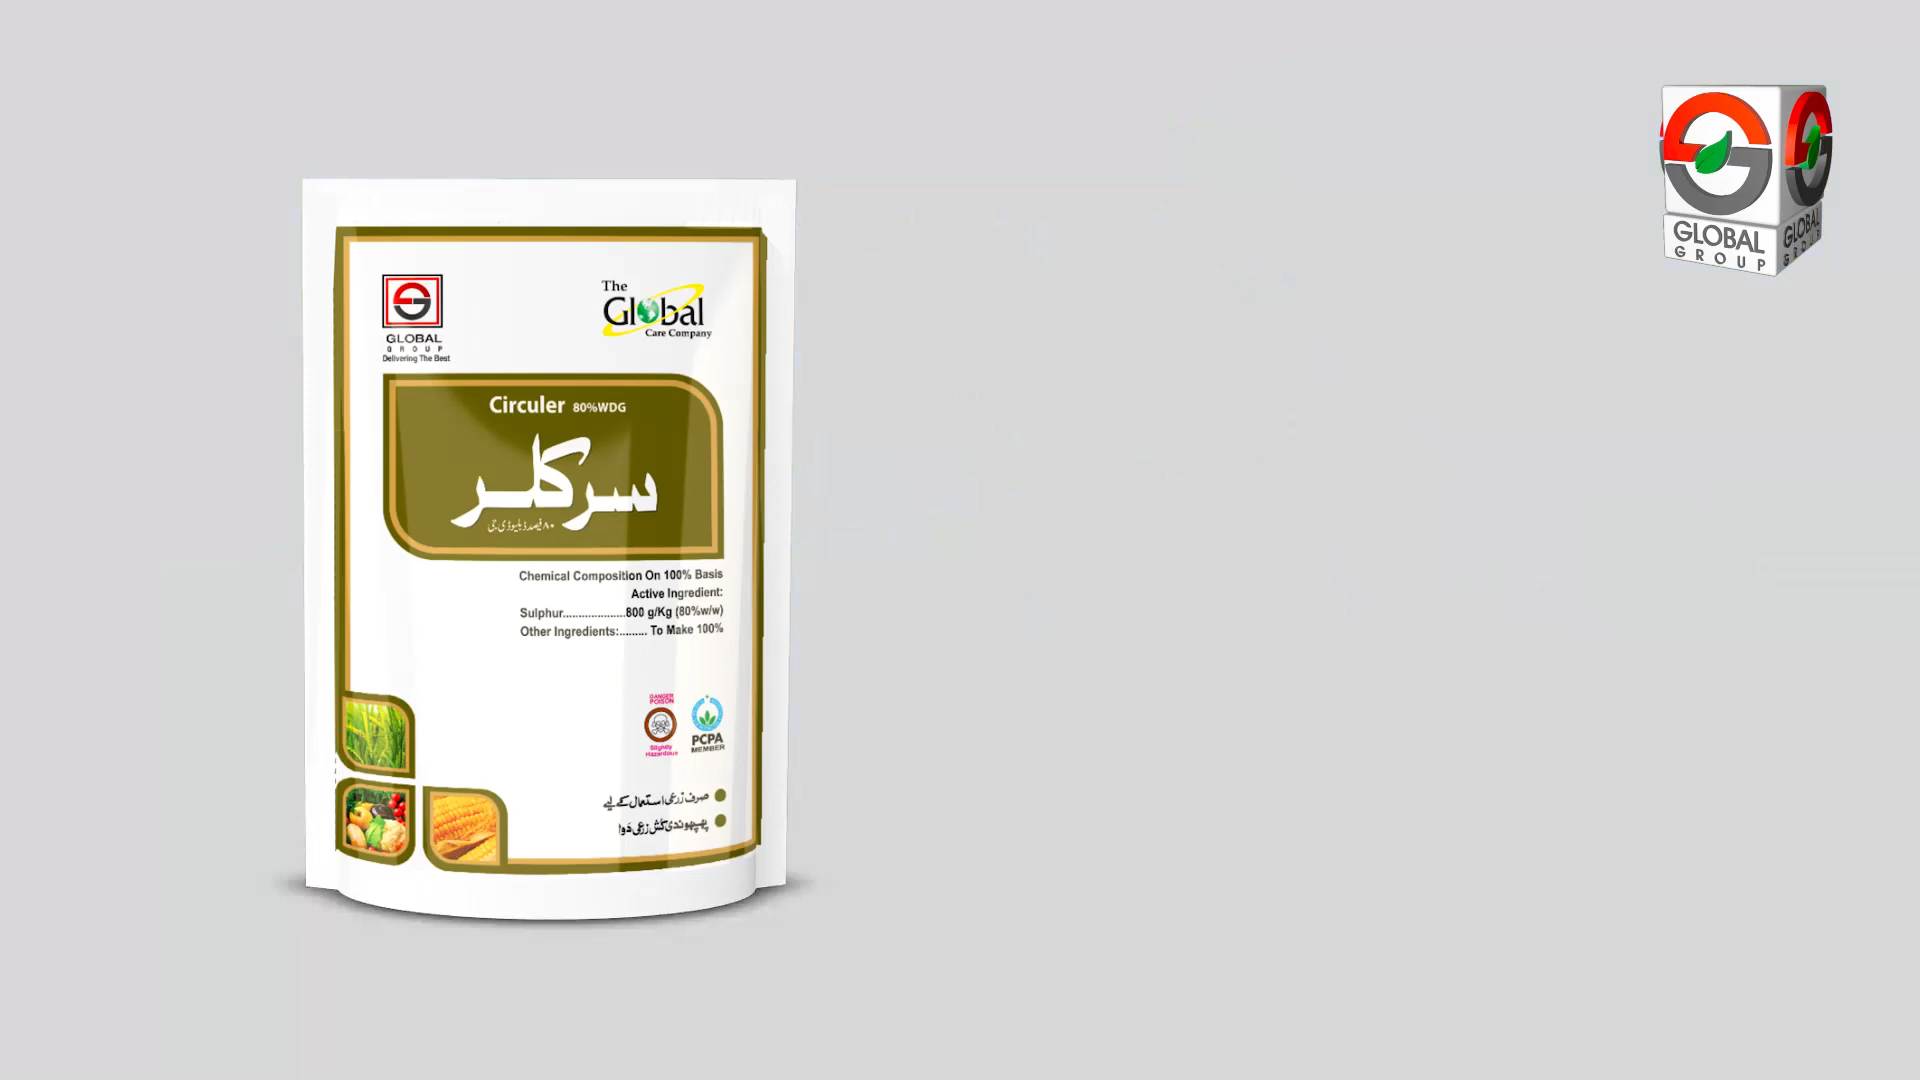 GLOBAL
GROUP
GLOBAL
GROUP
GLOBAL
GROUP
Delivering The Best
The
Global
Care Company
Circuler 80%WDG
سرکلر
۸۰ فیصد ڈبلیو ڈی جی
Chemical Composition On 100% Basis
Active Ingredient:
Sulphur....................800 g/Kg (80%w/w)
Other Ingredients:......... To Make 100%
DANGER
POISON
Slightly
Hazardous
PCPA
MEMBER
صرف زرعی استعمال کے لیے
پھپھوندی کش زرعی دوا